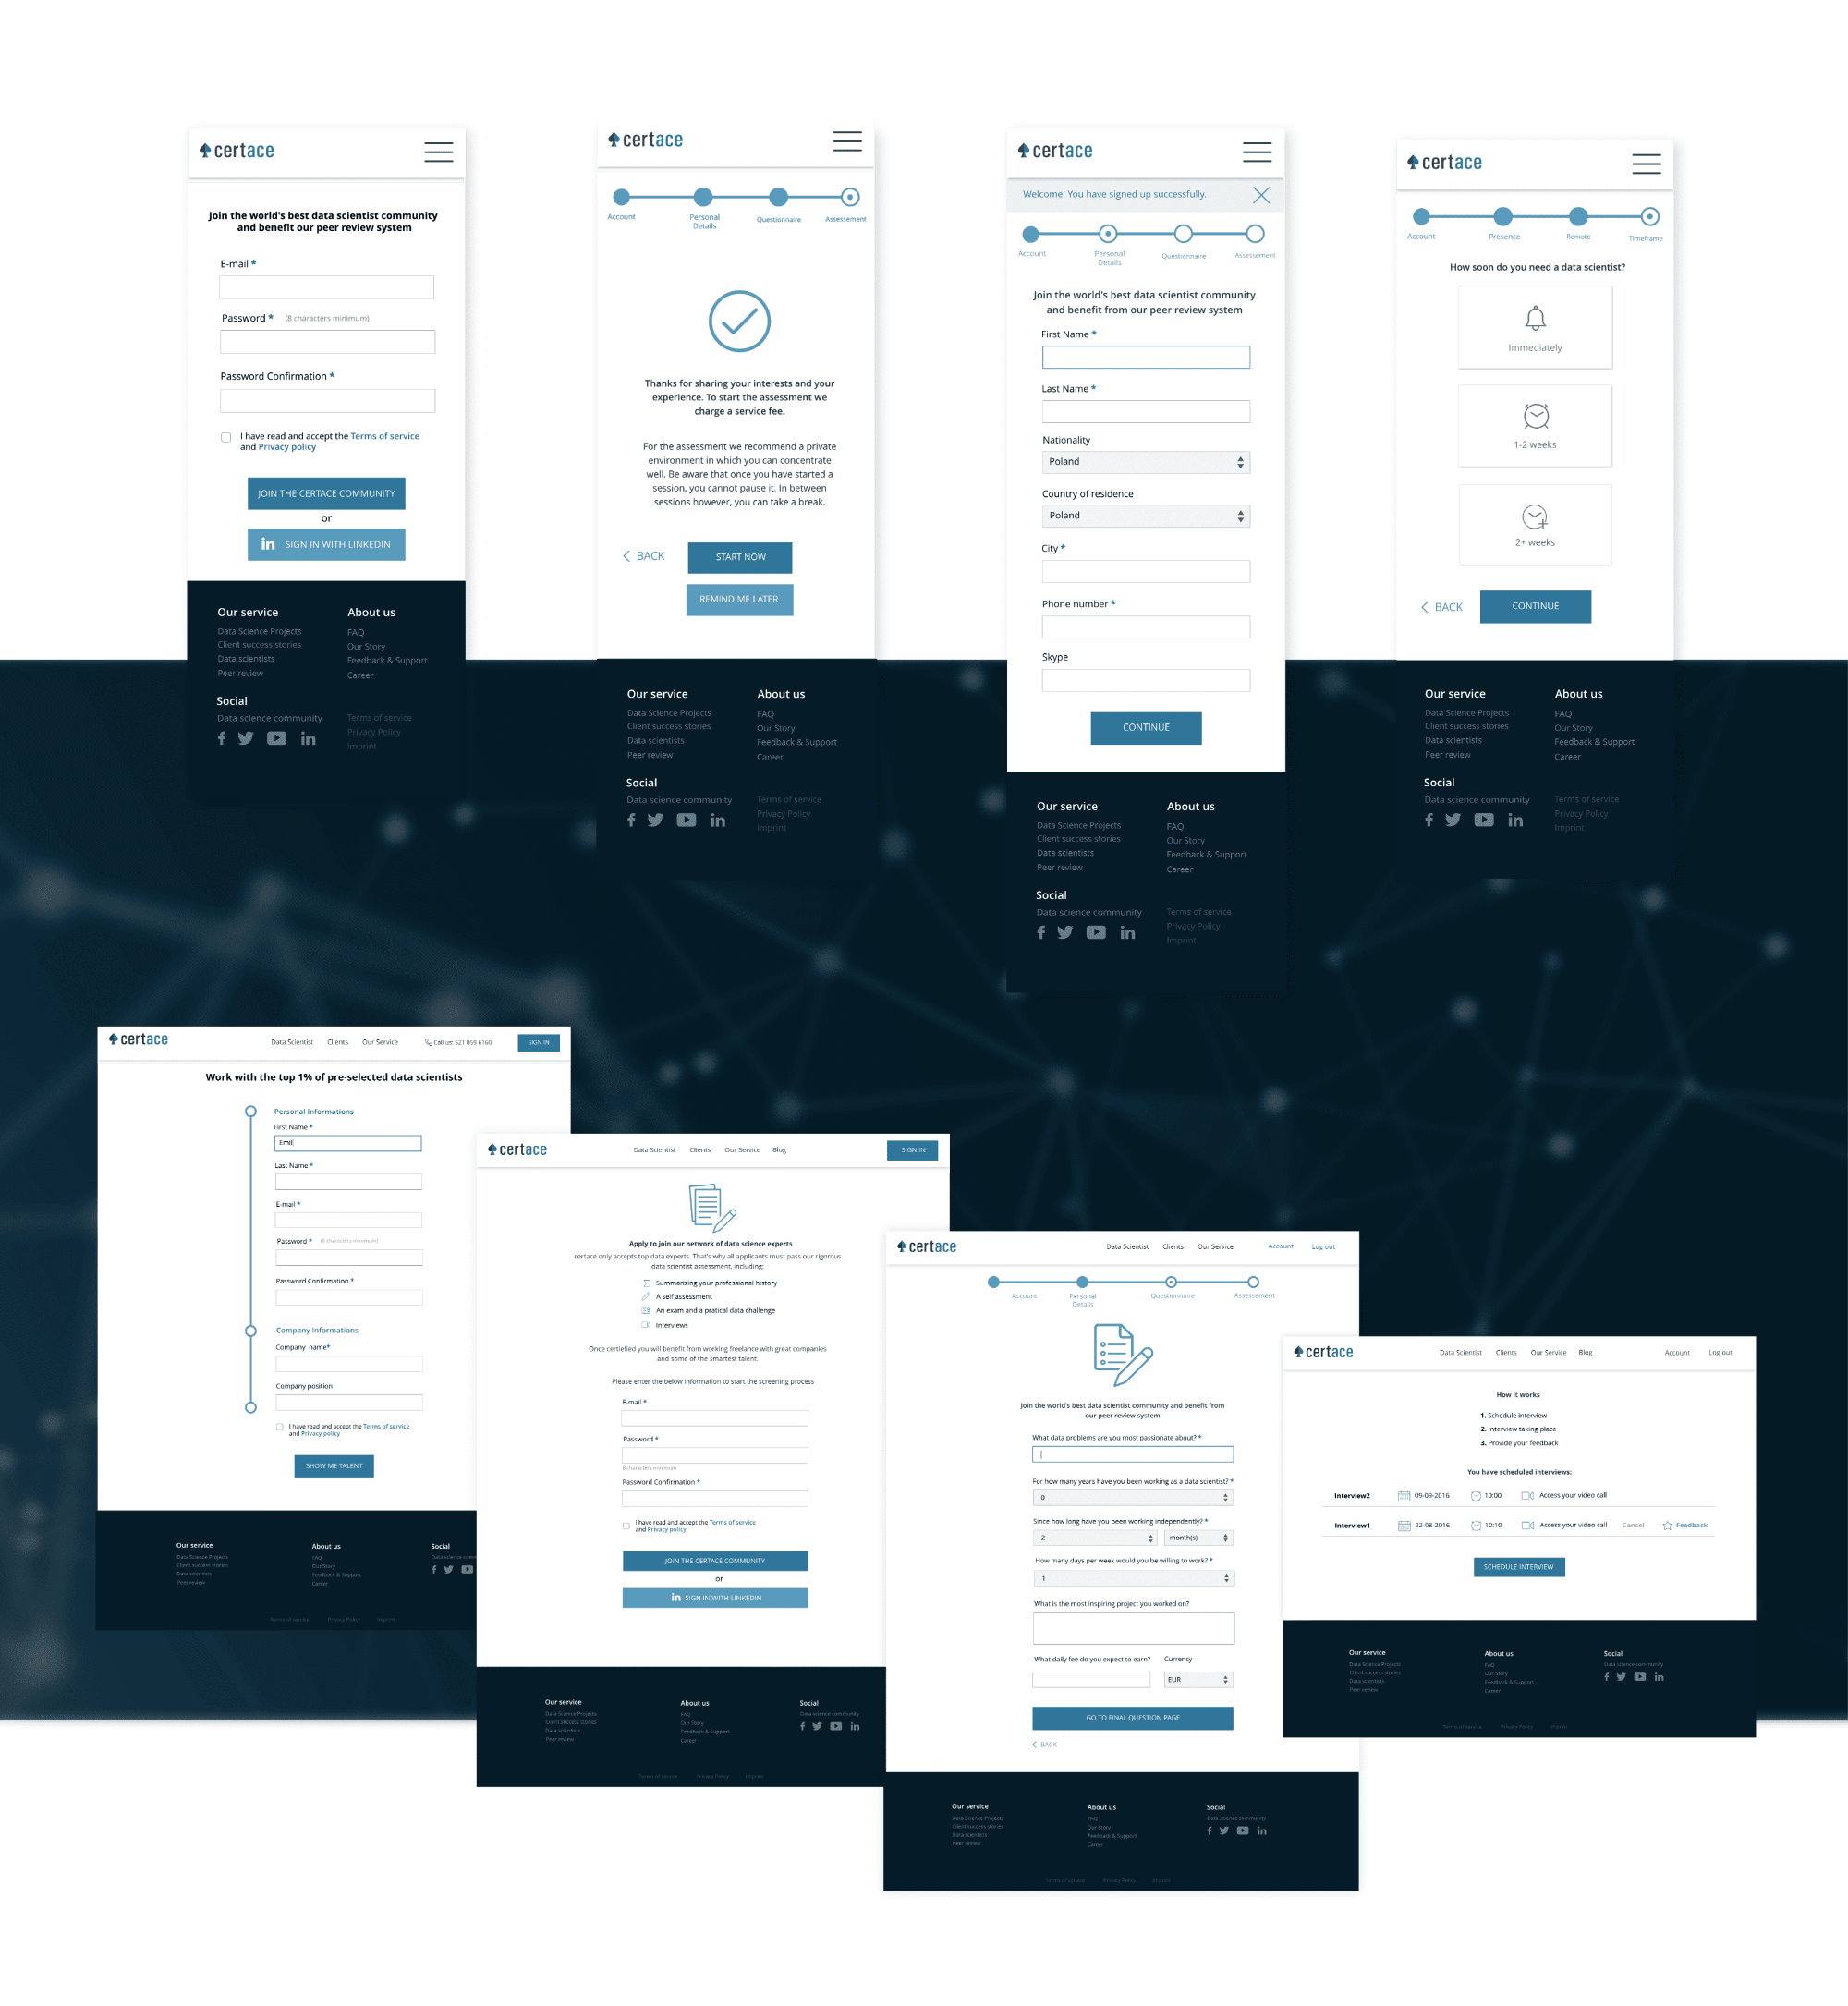 certace
Join the world's best data scientist community
and benefit our peer review system
E-mail *
Password * (8 characters minimum)
Password Confirmation *
I have read and accept the Terms of service
and Privacy policy
JOIN THE CERTACE COMMUNITY
or
in SIGN IN WITH LINKEDIN
Our service
Data Science Projects
Client success stories
Data scientists
Peer review
About us
FAQ
Our Story
Feedback & Support
Career
Social
Data science community
Terms of service
Privacy Policy
Imprint
certace
Account
Personal
Details
Questionnaire
Assessement
Thanks for sharing your interests and your
experience. To start the assessment we
charge a service fee.
For the assessment we recommend a private
environment in which you can concentrate
well. Be aware that once you have started a
session, you cannot pause it. In between
sessions however, you can take a break.
BACK
START NOW
REMIND ME LATER
Our service
Data Science Projects
Client success stories
Data scientists
Peer review
About us
FAQ
Our Story
Feedback & Support
Career
Social
Data science community
Terms of service
Privacy Policy
Imprint
certace
Welcome! You have signed up successfully.
Account
Personal
Details
Questionnaire
Assessement
Join the world's best data scientist community
and benefit from our peer review system
First Name *
Last Name *
Nationality
Poland
Country of residence
Poland
City *
Phone number *
Skype
CONTINUE
Our service
Data Science Projects
Client success stories
Data scientists
Peer review
About us
FAQ
Our Story
Feedback & Support
Career
Social
Data science community
Terms of service
Privacy Policy
Imprint
certace
Account
Presence
Remote
Timeframe
How soon do you need a data scientist?
Immediately
1-2 weeks
2+ weeks
BACK
CONTINUE
Our service
Data Science Projects
Client success stories
Data scientists
Peer review
About us
FAQ
Our Story
Feedback & Support
Career
Social
Data science community
Terms of service
Privacy Policy
Imprint
certace
Data Scientist Clients Our Service Call us: 521 059 6160 SIGN IN
Work with the top 1% of pre-selected data scientists
Personal Informations
First Name *
Emil
Last Name *
E-mail *
Password * (8 characters minimum)
Password Confirmation *
Company Informations
Company name*
Company position
I have read and accept the Terms of service
and Privacy policy
SHOW ME TALENT
Our service
Data Science Projects
Client success stories
Data scientists
Peer review
About us
FAQ
Our Story
Feedback & Support
Career
Social
Data science com
Terms of service Privacy Policy Imprint
certace
Data Scientist Clients Our Service Blog SIGN IN
Apply to join our network of data science experts
certace only accepts top data experts. That's why all applicants must pass our rigorous
data scientist assessment, including:
Summarizing your professional history
A self assessment
An exam and a pratical data challenge
Interviews
Once certiefied you will benefit from working freelance with great companies
and some of the smartest talent.
Please enter the below information to start the screening process
E-mail *
Password *
8 characters minimum
Password Confirmation *
I have read and accept the Terms of service
and Privacy policy
JOIN THE CERTACE COMMUNITY
or
in SIGN IN WITH LINKEDIN
Our service
Data Science Projects
Client success stories
Data scientists
Peer review
About us
FAQ
Our Story
Feedback & Support
Career
Social
Data science community
Terms of service Privacy Policy Imprint
certace
Data Scientist Clients Our Service Account Log out
Account
Personal
Details
Questionnaire
Assessement
Join the world's best data scientist community and benefit from
our peer review system
What data problems are you most passionate about? *
For how many years have you been working as a data scientist? *
0
Since how long have you been working independently? *
2 month(s)
How many days per week would you be willing to work? *
1
What is the most inspiring project you worked on?
What daily fee do you expect to earn? Currency
EUR
GO TO FINAL QUESTION PAGE
BACK
Our service
Data Science Projects
Client success stories
Data scientists
Peer review
About us
FAQ
Our Story
Feedback & Support
Career
Social
Data science community
Terms of service Privacy Policy Imprint
certace
Data Scientist Clients Our Service Blog Account Log out
How it works
1. Schedule interview
2. Interview taking place
3. Provide your feedback
You have scheduled interviews:
Interview2 09-09-2016 10:00 Access your video call
Interview1 22-08-2016 10:10 Access your video call Cancel Feedback
SCHEDULE INTERVIEW
Our service
Data Science Projects
Client success stories
Data scientists
Peer review
About us
FAQ
Our Story
Feedback & Support
Career
Social
Data science community
Terms of service Privacy Policy Imprint